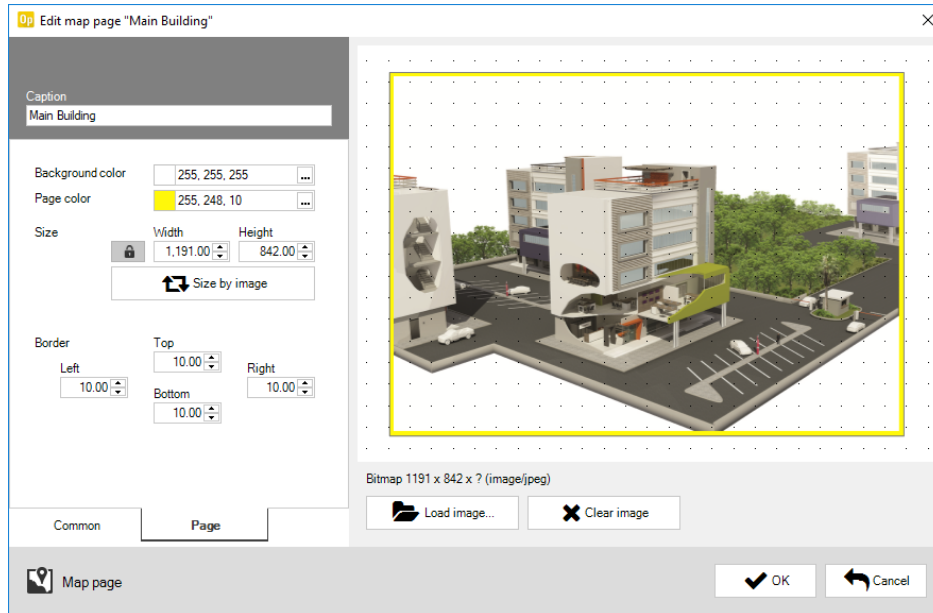 Op Edit map page "Main Building"
Caption
Main Building
Background color 255, 255, 255 ...
Page color 255, 248, 10 ...
Size Width Height
1,191.00 842.00
Size by image
Border Top
10.00
Left Right
10.00 10.00
Bottom
10.00
Common Page
Bitmap 1191 x 842 x ? (image/jpeg)
Load image... Clear image
Map page OK Cancel